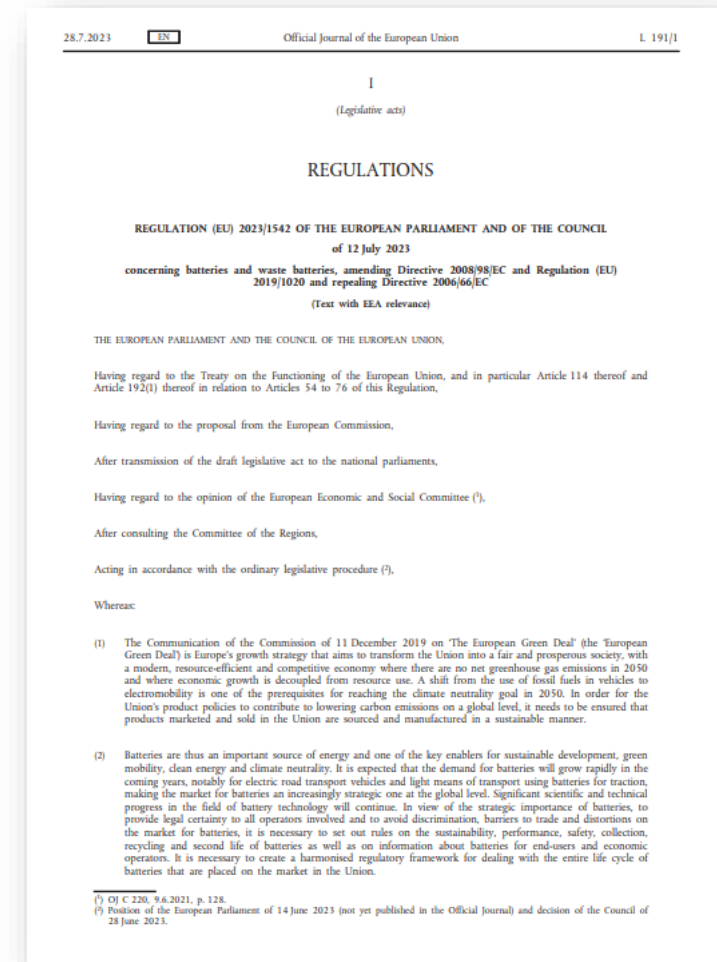 28.7.2023 EN Official Journal of the European Union L 191/1
I
(Legislative acts)
REGULATIONS
REGULATION (EU) 2023/1542 OF THE EUROPEAN PARLIAMENT AND OF THE COUNCIL
of 12 July 2023
concerning batteries and waste batteries, amending Directive 2008/98/EC and Regulation (EU)
2019/1020 and repealing Directive 2006/66/EC
(Text with EEA relevance)
THE EUROPEAN PARLIAMENT AND THE COUNCIL OF THE EUROPEAN UNION,
Having regard to the Treaty on the Functioning of the European Union, and in particular Article 114 thereof and
Article 192(1) thereof in relation to Articles 54 to 76 of this Regulation,
Having regard to the proposal from the European Commission,
After transmission of the draft legislative act to the national parliaments,
Having regard to the opinion of the European Economic and Social Committee (¹),
After consulting the Committee of the Regions,
Acting in accordance with the ordinary legislative procedure (²),
Whereas:
(1) The Communication of the Commission of 11 December 2019 on ‘The European Green Deal’ (the ‘European
Green Deal’) is Europe's growth strategy that aims to transform the Union into a fair and prosperous society, with
a modern, resource-efficient and competitive economy where there are no net greenhouse gas emissions in 2050
and where economic growth is decoupled from resource use. A shift from the use of fossil fuels in vehicles to
electromobility is one of the prerequisites for reaching the climate neutrality goal in 2050. In order for the
Union's product policies to contribute to lowering carbon emissions on a global level, it needs to be ensured that
products marketed and sold in the Union are sourced and manufactured in a sustainable manner.
(2) Batteries are thus an important source of energy and one of the key enablers for sustainable development, green
mobility, clean energy and climate neutrality. It is expected that the demand for batteries will grow rapidly in the
coming years, notably for electric road transport vehicles and light means of transport using batteries for traction,
making the market for batteries an increasingly strategic one at the global level. Significant scientific and technical
progress in the field of battery technology will continue. In view of the strategic importance of batteries, to
provide legal certainty to all operators involved and to avoid discrimination, barriers to trade and distortions on
the market for batteries, it is necessary to set out rules on the sustainability, performance, safety, collection,
recycling and second life of batteries as well as on information about batteries for end-users and economic
operators. It is necessary to create a harmonised regulatory framework for dealing with the entire life cycle of
batteries that are placed on the market in the Union.
(¹) OJ C 220, 9.6.2021, p. 128.
(²) Position of the European Parliament of 14 June 2023 (not yet published in the Official Journal) and decision of the Council of
28 June 2023.